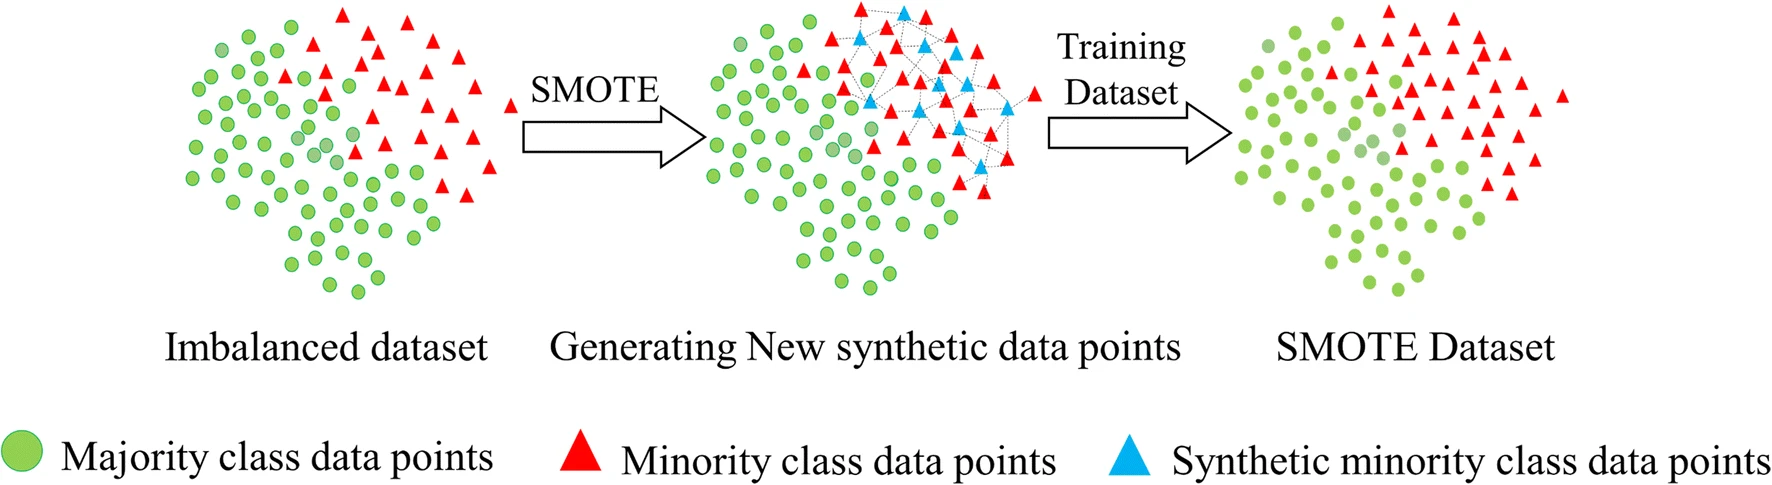 SMOTE
Training
Dataset
Imbalanced dataset
Generating New synthetic data points
SMOTE Dataset
Majority class data points
Minority class data points
Synthetic minority class data points